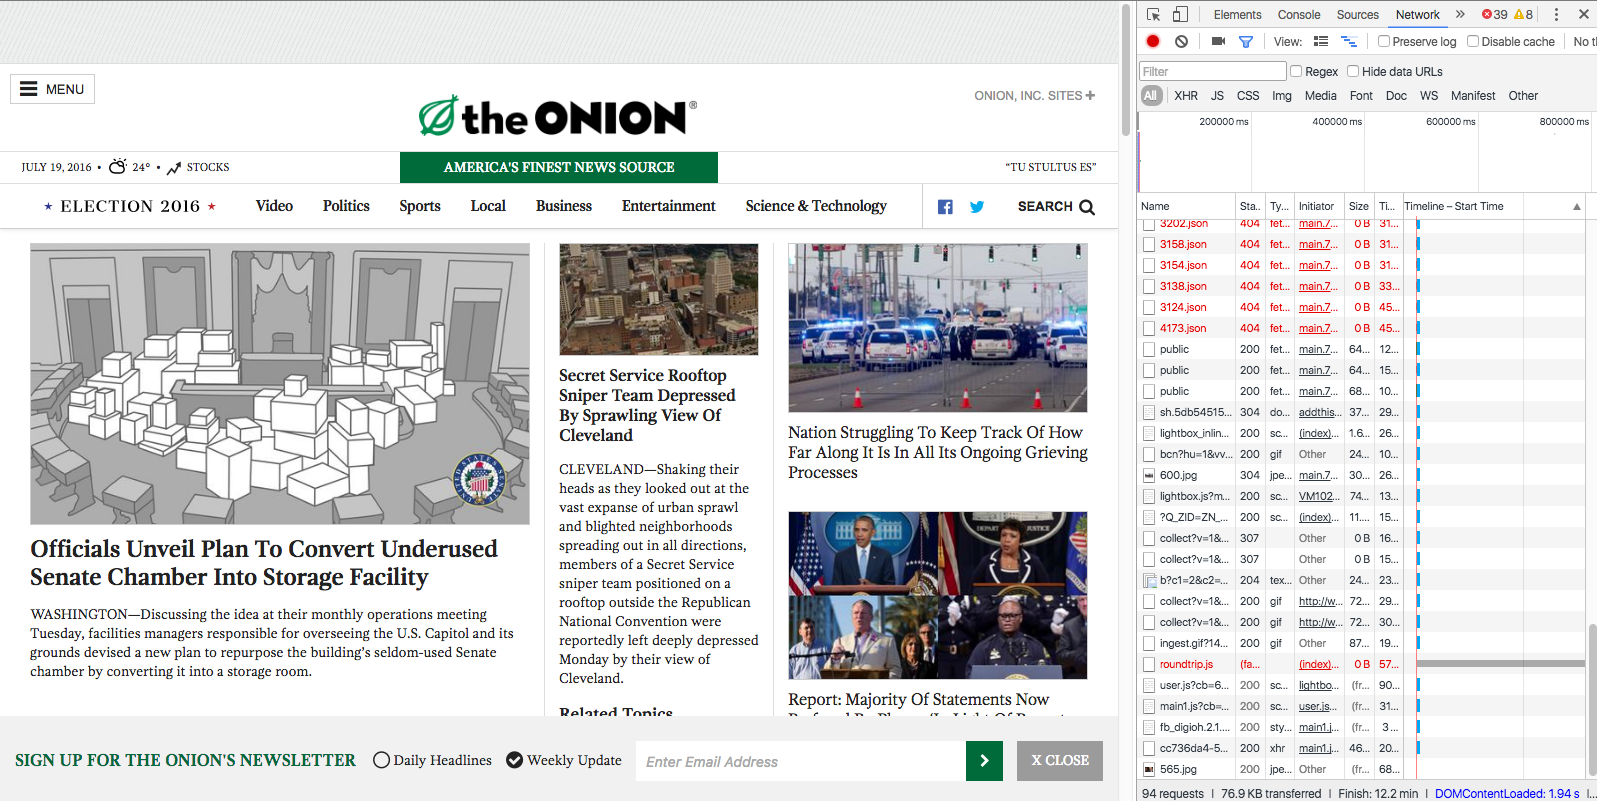 MENU
theONION®
ONION, INC. SITES +
JULY 19, 2016 • 24° • STOCKS
AMERICA'S FINEST NEWS SOURCE
“TU STULTUS ES”
★ ELECTION 2016 ★
Video
Politics
Sports
Local
Business
Entertainment
Science & Technology
SEARCH
Officials Unveil Plan To Convert Underused
Senate Chamber Into Storage Facility
WASHINGTON—Discussing the idea at their monthly operations meeting
Tuesday, facilities managers responsible for overseeing the U.S. Capitol and its
grounds devised a new plan to repurpose the building’s seldom-used Senate
chamber by converting it into a storage room.
Secret Service Rooftop
Sniper Team Depressed
By Sprawling View Of
Cleveland
CLEVELAND—Shaking their
heads as they looked out at the
vast expanse of urban sprawl
and blighted neighborhoods
spreading out in all directions,
members of a Secret Service
sniper team positioned on a
rooftop outside the Republican
National Convention were
reportedly left deeply depressed
Monday by their view of
Cleveland.
Related Topics
Nation Struggling To Keep Track Of How
Far Along It Is In All Its Ongoing Grieving
Processes
Report: Majority Of Statements Now
SIGN UP FOR THE ONION'S NEWSLETTER
Daily Headlines
Weekly Update
Enter Email Address
X CLOSE
Elements Console Sources Network » 39 8
View: Preserve log Disable cache No t
Filter Regex Hide data URLs
All XHR JS CSS Img Media Font Doc WS Manifest Other
200000 ms 400000 ms 600000 ms 800000 ms
Name Sta.. Ty... Initiator Size Ti... Timeline – Start Time
3202.json 404 fet... main.7... 0 B 31...
3158.json 404 fet... main.7... 0 B 31...
3154.json 404 fet... main.7... 0 B 31...
3138.json 404 fet... main.7... 0 B 33...
3124.json 404 fet... main.7... 0 B 45...
4173.json 404 fet... main.7... 0 B 45...
public 200 fet... main.7... 64... 12...
public 200 fet... main.7... 64... 15...
public 200 fet... main.7... 68... 10...
sh.5db54515... 304 do... addthis... 37... 29...
lightbox_inlin... 200 sc... (index)... 1.6... 26...
bcn?hu=1&vv... 200 gif Other 24... 10...
600.jpg 304 jpe... main.7... 30... 26...
lightbox.js?m... 200 sc... VM102... 74... 13...
?Q_ZID=ZN_... 200 sc... (index)... 11.... 15...
collect?v=1&... 307 Other 0 B 16...
collect?v=1&... 307 Other 0 B 15...
b?c1=2&c2=... 204 tex... Other 24... 23...
collect?v=1&... 200 gif http://w... 72... 29...
collect?v=1&... 200 gif http://w... 72... 30...
ingest.gif?14... 200 gif Other 87... 19...
roundtrip.js (fa... (index)... 0 B 57...
user.js?cb=6... 200 sc... lightbo... (fr... 90...
main1.js?cb=... 200 sc... user.js... (fr... 31...
fb_digioh.2.1.... 200 sty... main1.j... (fr... 3 ...
cc736da4-5... 200 xhr main1.j... 46... 20...
565.jpg 200 jpe... Other (fr... 68...
94 requests | 76.9 KB transferred | Finish: 12.2 min | DOMContentLoaded: 1.94 s | l...